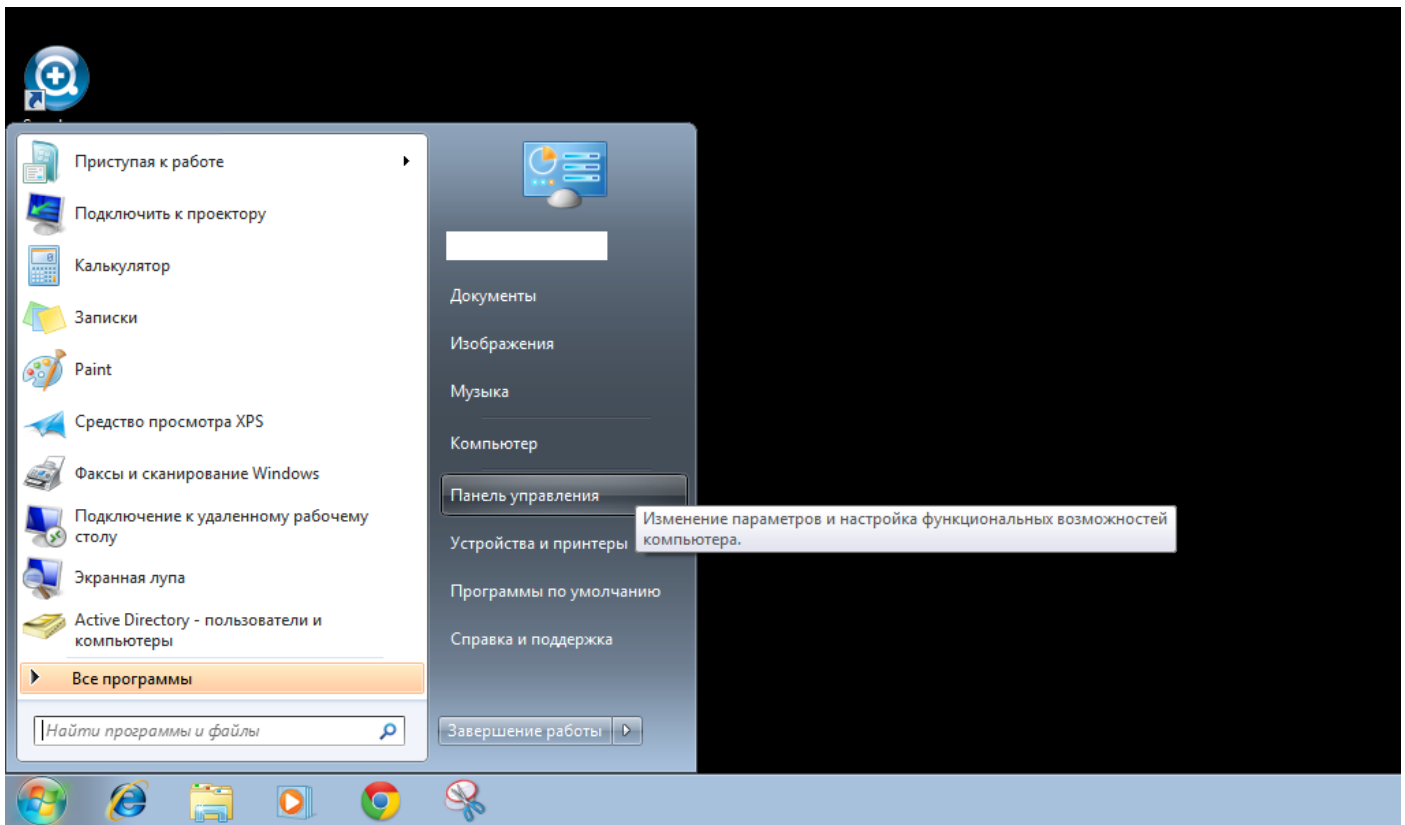 Приступая к работе
Подключить к проектору
Калькулятор
Записки
Paint
Средство просмотра XPS
Факсы и сканирование Windows
Подключение к удаленному рабочему
столу
Экранная лупа
Active Directory - пользователи и
компьютеры
Все программы
Найти программы и файлы
Документы
Изображения
Музыка
Компьютер
Панель управления
Изменение параметров и настройка функциональных возможностей
компьютера.
Устройства и принтеры
Программы по умолчанию
Справка и поддержка
Завершение работы